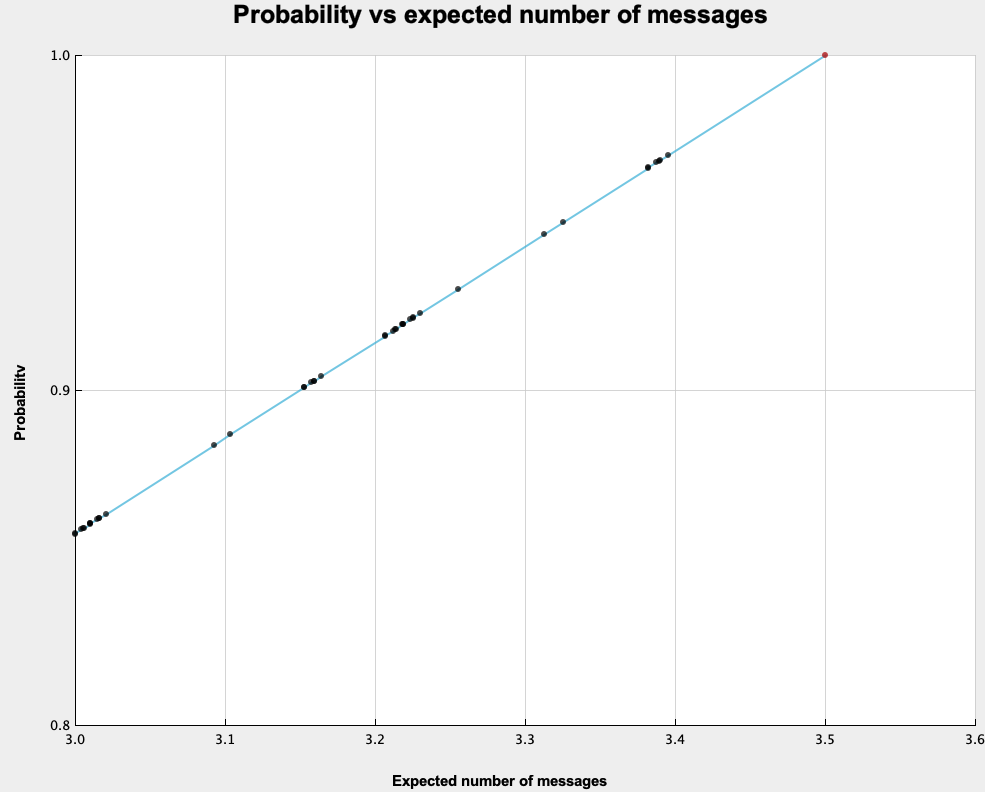 Probability vs expected number of messages
1.0
0.9
0.8
Probability
3.0 3.1 3.2 3.3 3.4 3.5 3.6
Expected number of messages